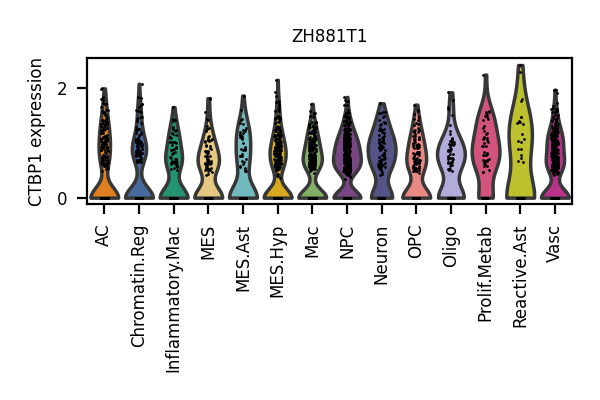 ZH881T1
CTBP1 expression
2
0
AC
Chromatin.Reg
Inflammatory.Mac
MES
MES.Ast
MES.Hyp
Mac
NPC
Neuron
OPC
Oligo
Prolif.Metab
Reactive.Ast
Vasc